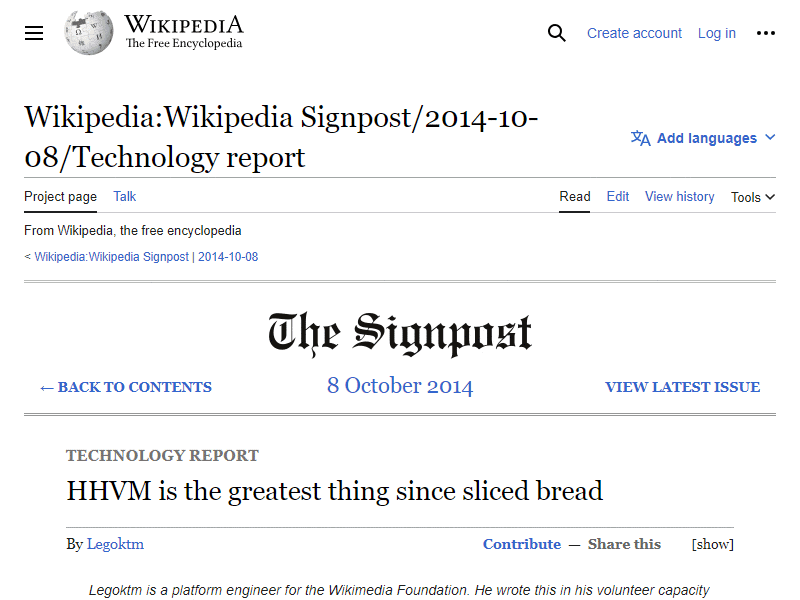 WIKIPEDIA
The Free Encyclopedia
Create account
Log in
Wikipedia:Wikipedia Signpost/2014-10-
08/Technology report
Add languages
Project page
Talk
Read
Edit
View history
Tools
From Wikipedia, the free encyclopedia
< Wikipedia:Wikipedia Signpost | 2014-10-08
The Signpost
← BACK TO CONTENTS
8 October 2014
VIEW LATEST ISSUE
TECHNOLOGY REPORT
HHVM is the greatest thing since sliced bread
By Legoktm
Contribute — Share this
[show]
Legoktm is a platform engineer for the Wikimedia Foundation. He wrote this in his volunteer capacity